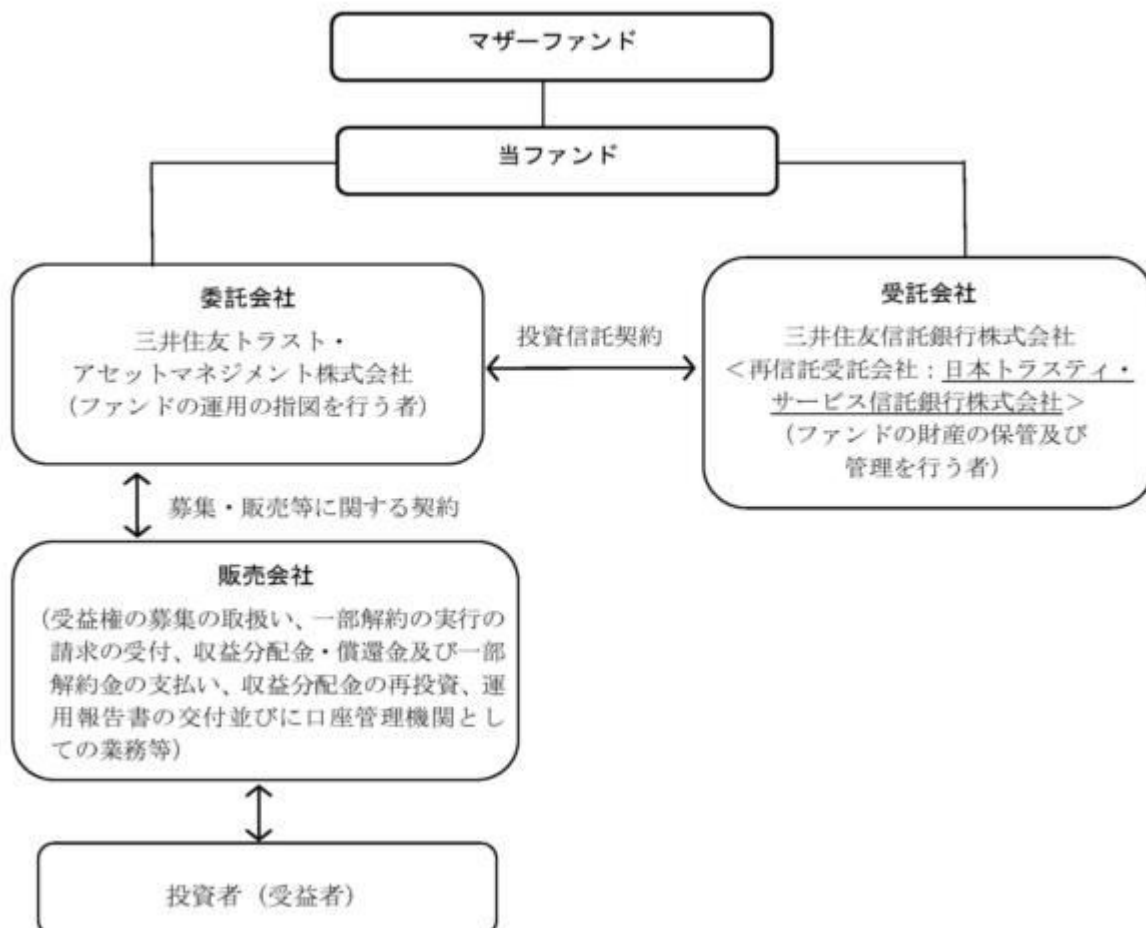 マザーファンド
当ファンド
委託会社
三井住友トラスト・
アセットマネジメント株式会社
(ファンドの運用の指図を行う者)
投資信託契約
受託会社
三井住友信託銀行株式会社
<再信託受託会社:日本トラスティ・
サービス信託銀行株式会社>
(ファンドの財産の保管及び
管理を行う者)
募集・販売等に関する契約
販売会社
(受益権の募集の取扱い、一部解約の実行の
請求の受付、収益分配金・償還金及び一部
解約金の支払い、収益分配金の再投資、運
用報告書の交付並びに口座管理機関とし
ての業務等)
投資者(受益者)